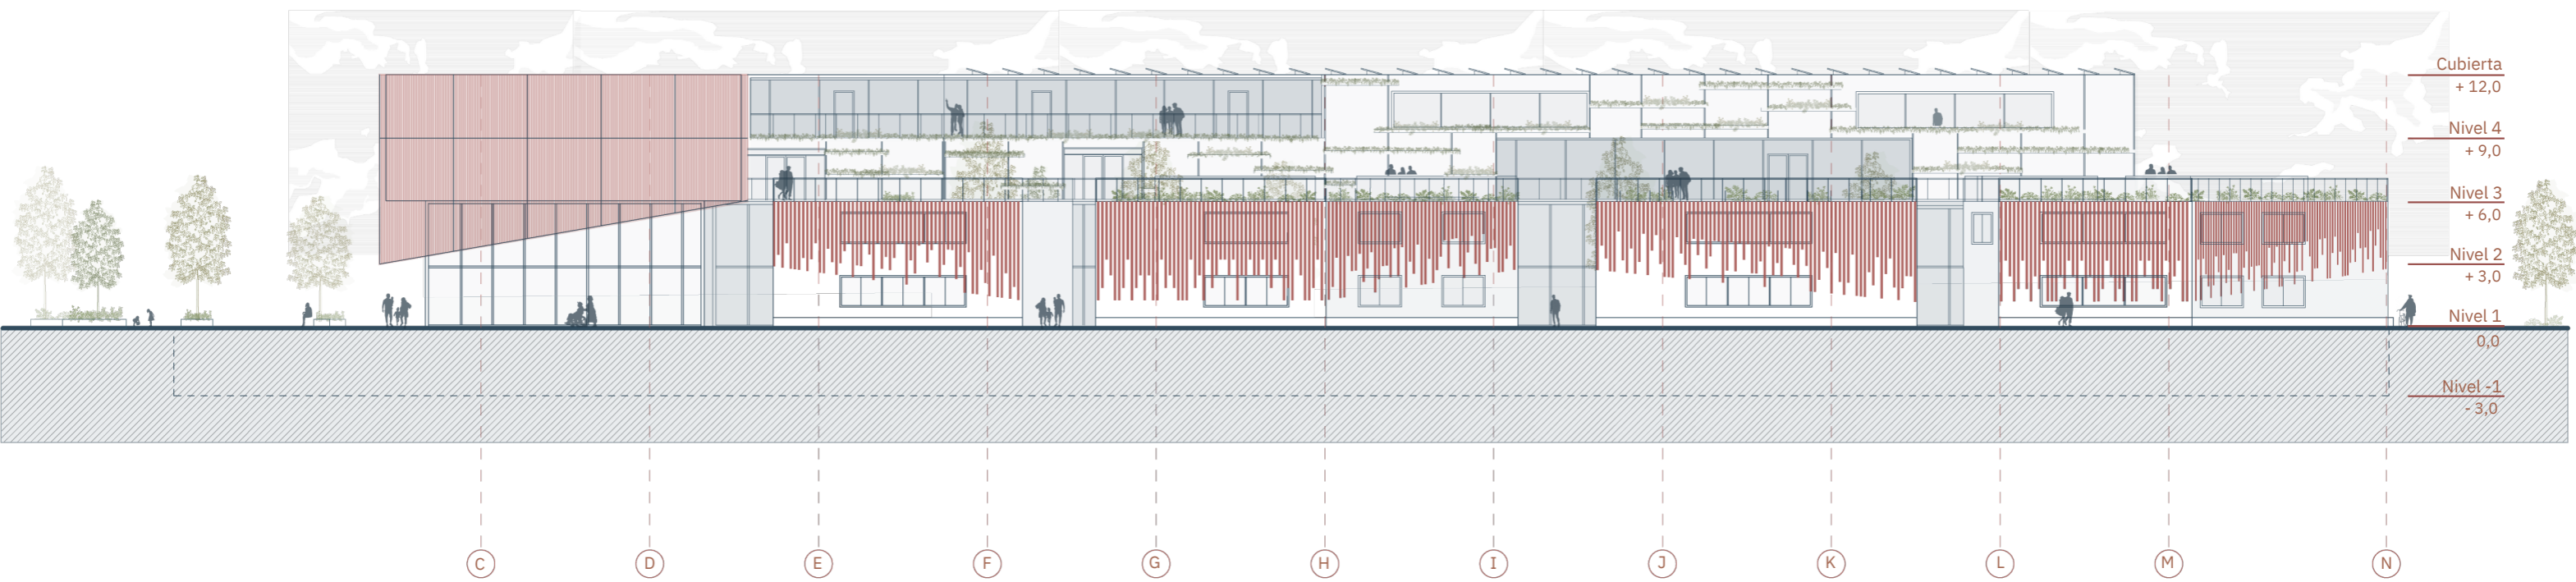 Cubierta
+ 12,0
Nivel 4
+ 9,0
Nivel 3
+ 6,0
Nivel 2
+ 3,0
Nivel 1
0,0
Nivel -1
- 3,0
C D E F G H I J K L M N